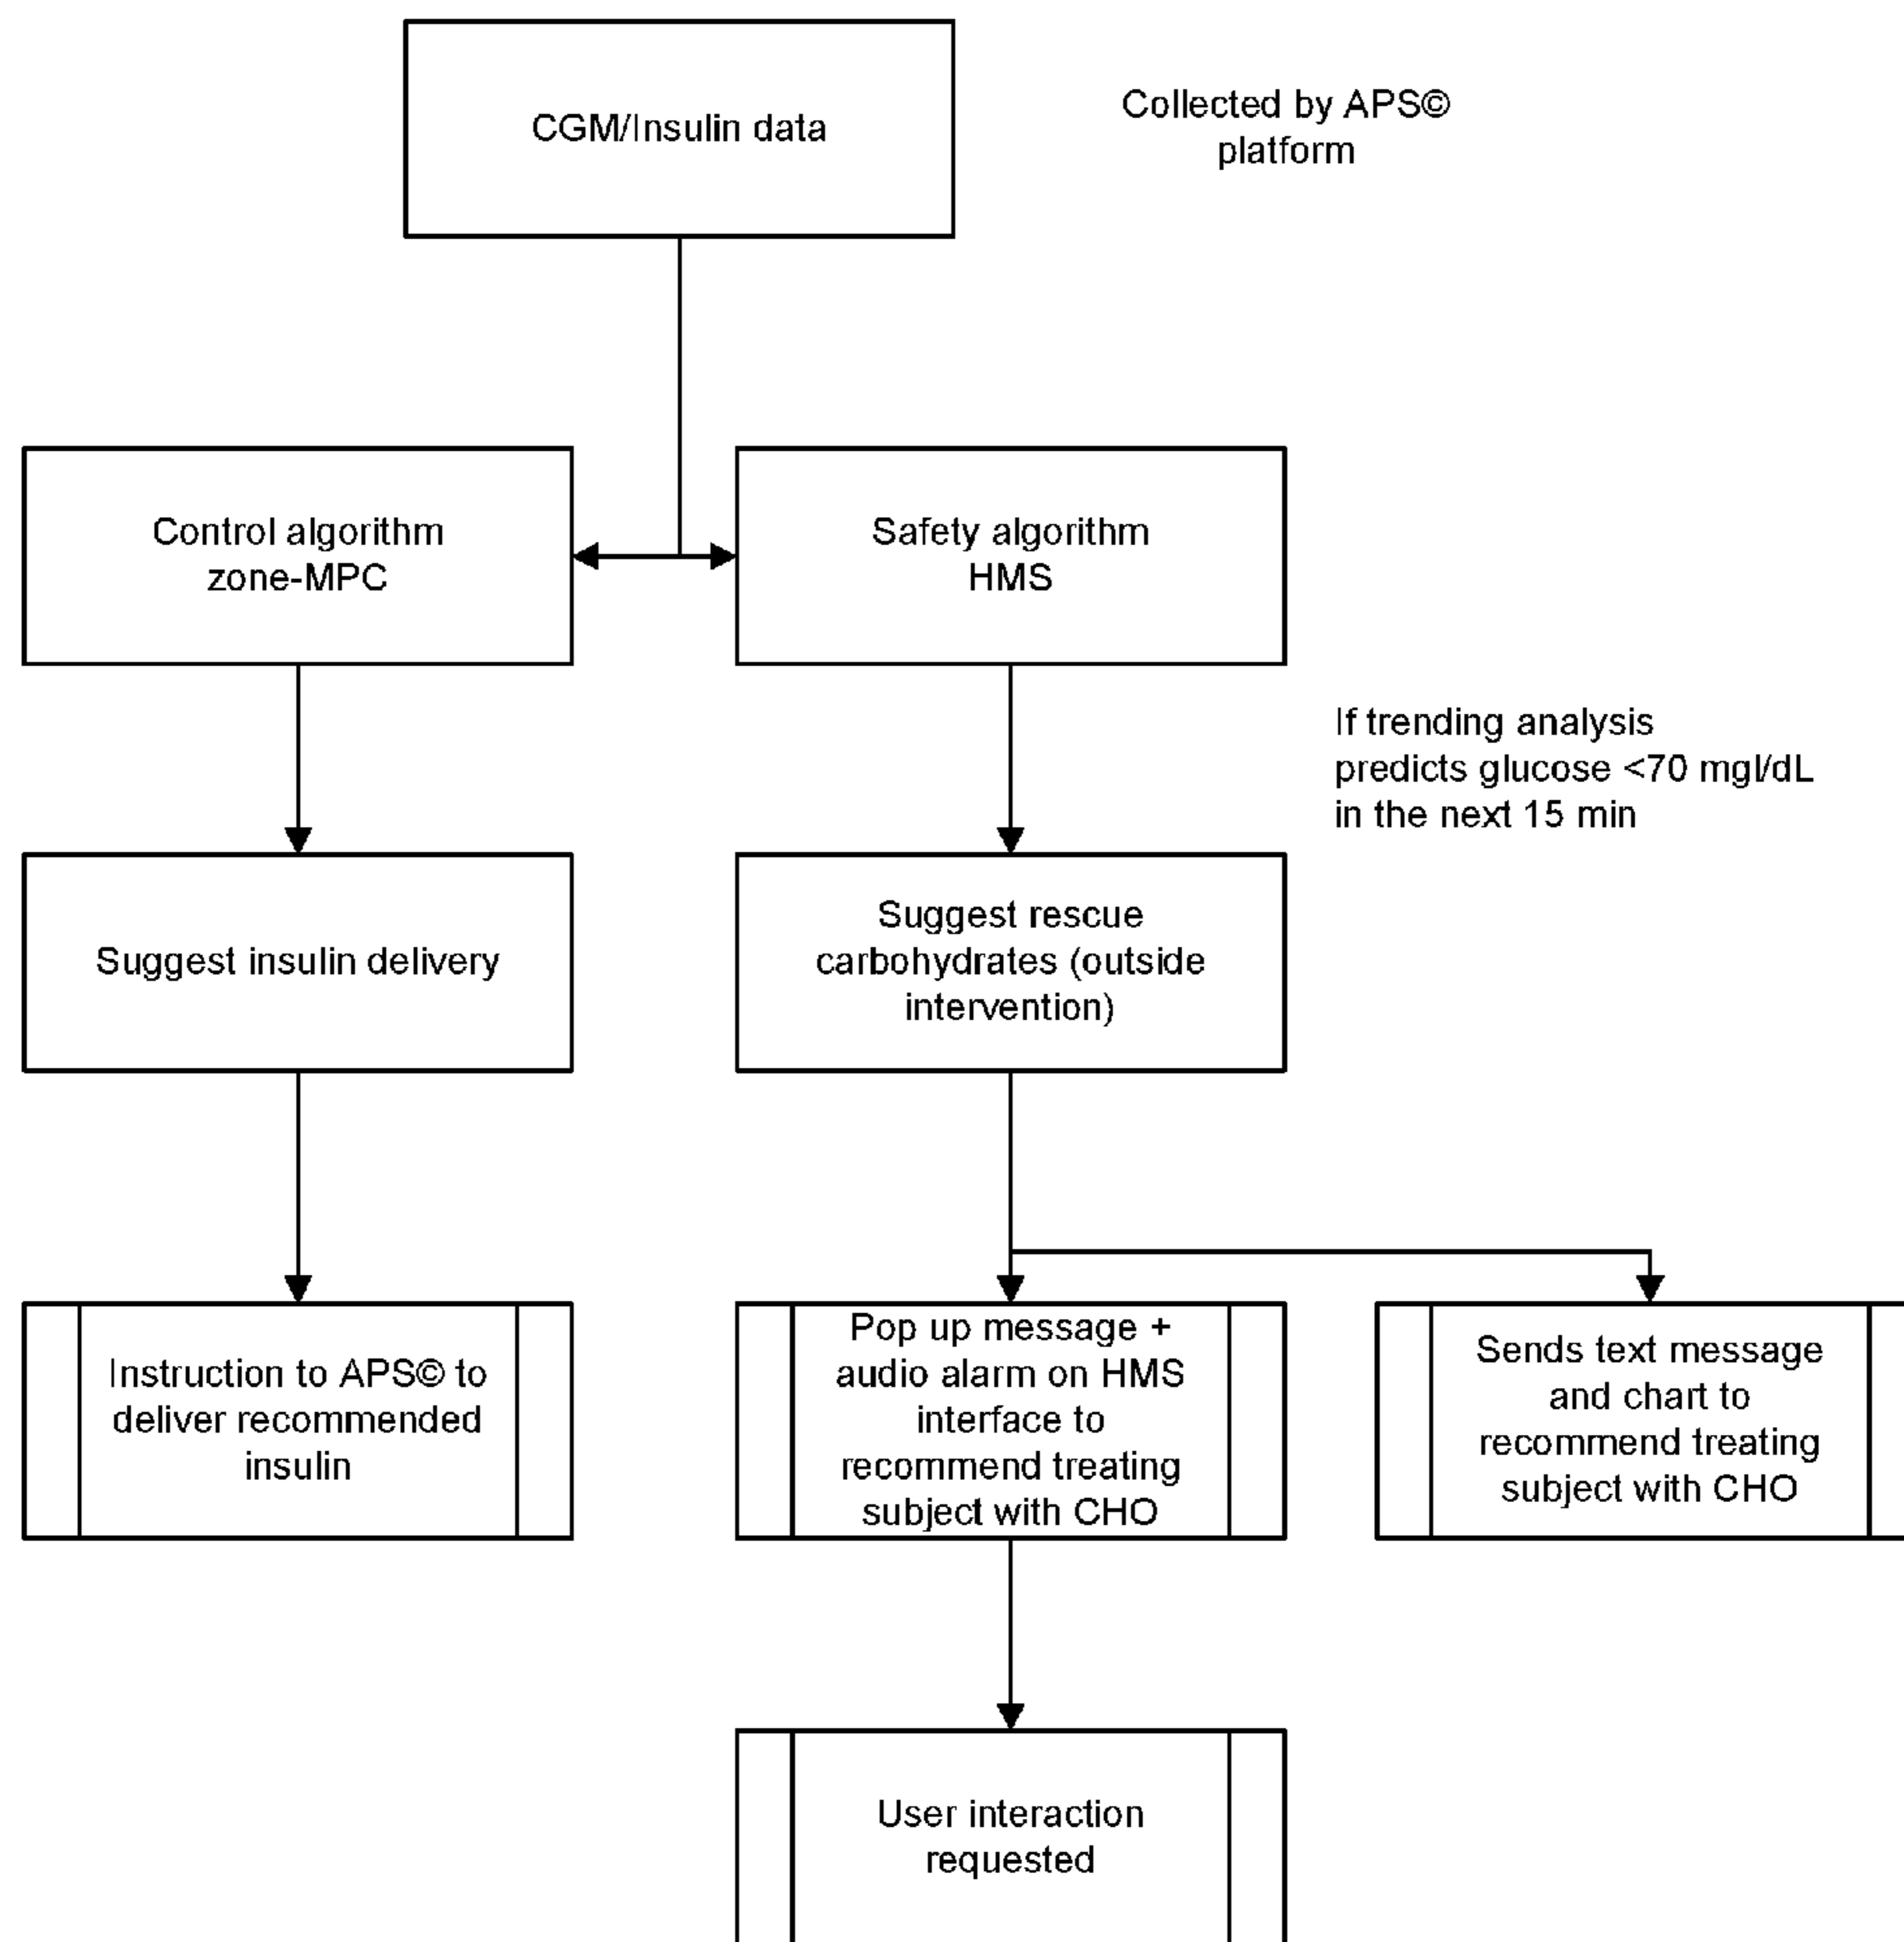 CGM/Insulin data
Collected by APS©
platform
Control algorithm
zone-MPC
Safety algorithm
HMS
If trending analysis
predicts glucose <70 mgl/dL
in the next 15 min
Suggest insulin delivery
Suggest rescue
carbohydrates (outside
intervention)
Instruction to APS© to
deliver recommended
insulin
Pop up message +
audio alarm on HMS
interface to
recommend treating
subject with CHO
Sends text message
and chart to
recommend treating
subject with CHO
User interaction
requested